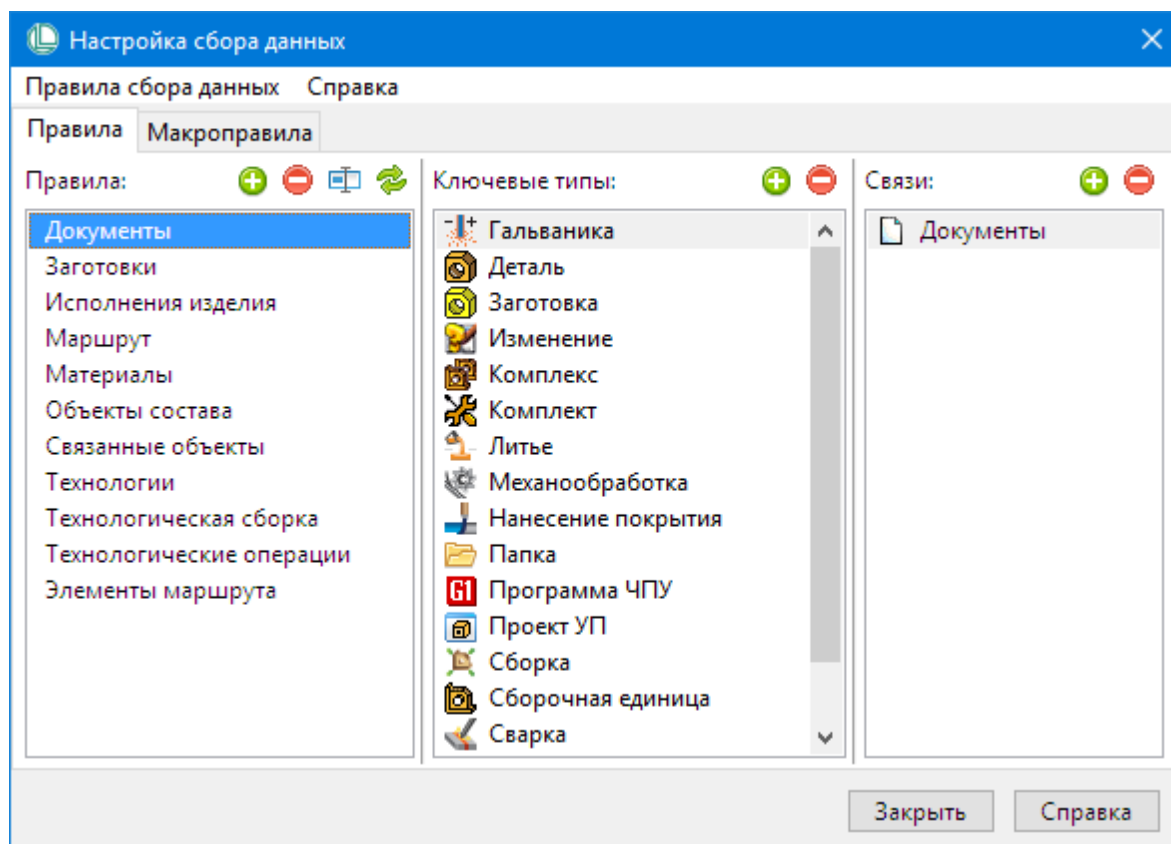 Настройка сбора данных
Правила сбора данных Справка
Правила Макроправила
Правила:
Документы
Заготовки
Исполнения изделия
Маршрут
Материалы
Объекты состава
Связанные объекты
Технологии
Технологическая сборка
Технологические операции
Элементы маршрута
Ключевые типы:
Гальваника
Деталь
Заготовка
Изменение
Комплекс
Комплект
Литье
Механообработка
Нанесение покрытия
Папка
G1 Программа ЧПУ
Проект УП
Сборка
Сборочная единица
Сварка
Связи:
Документы
Закрыть Справка